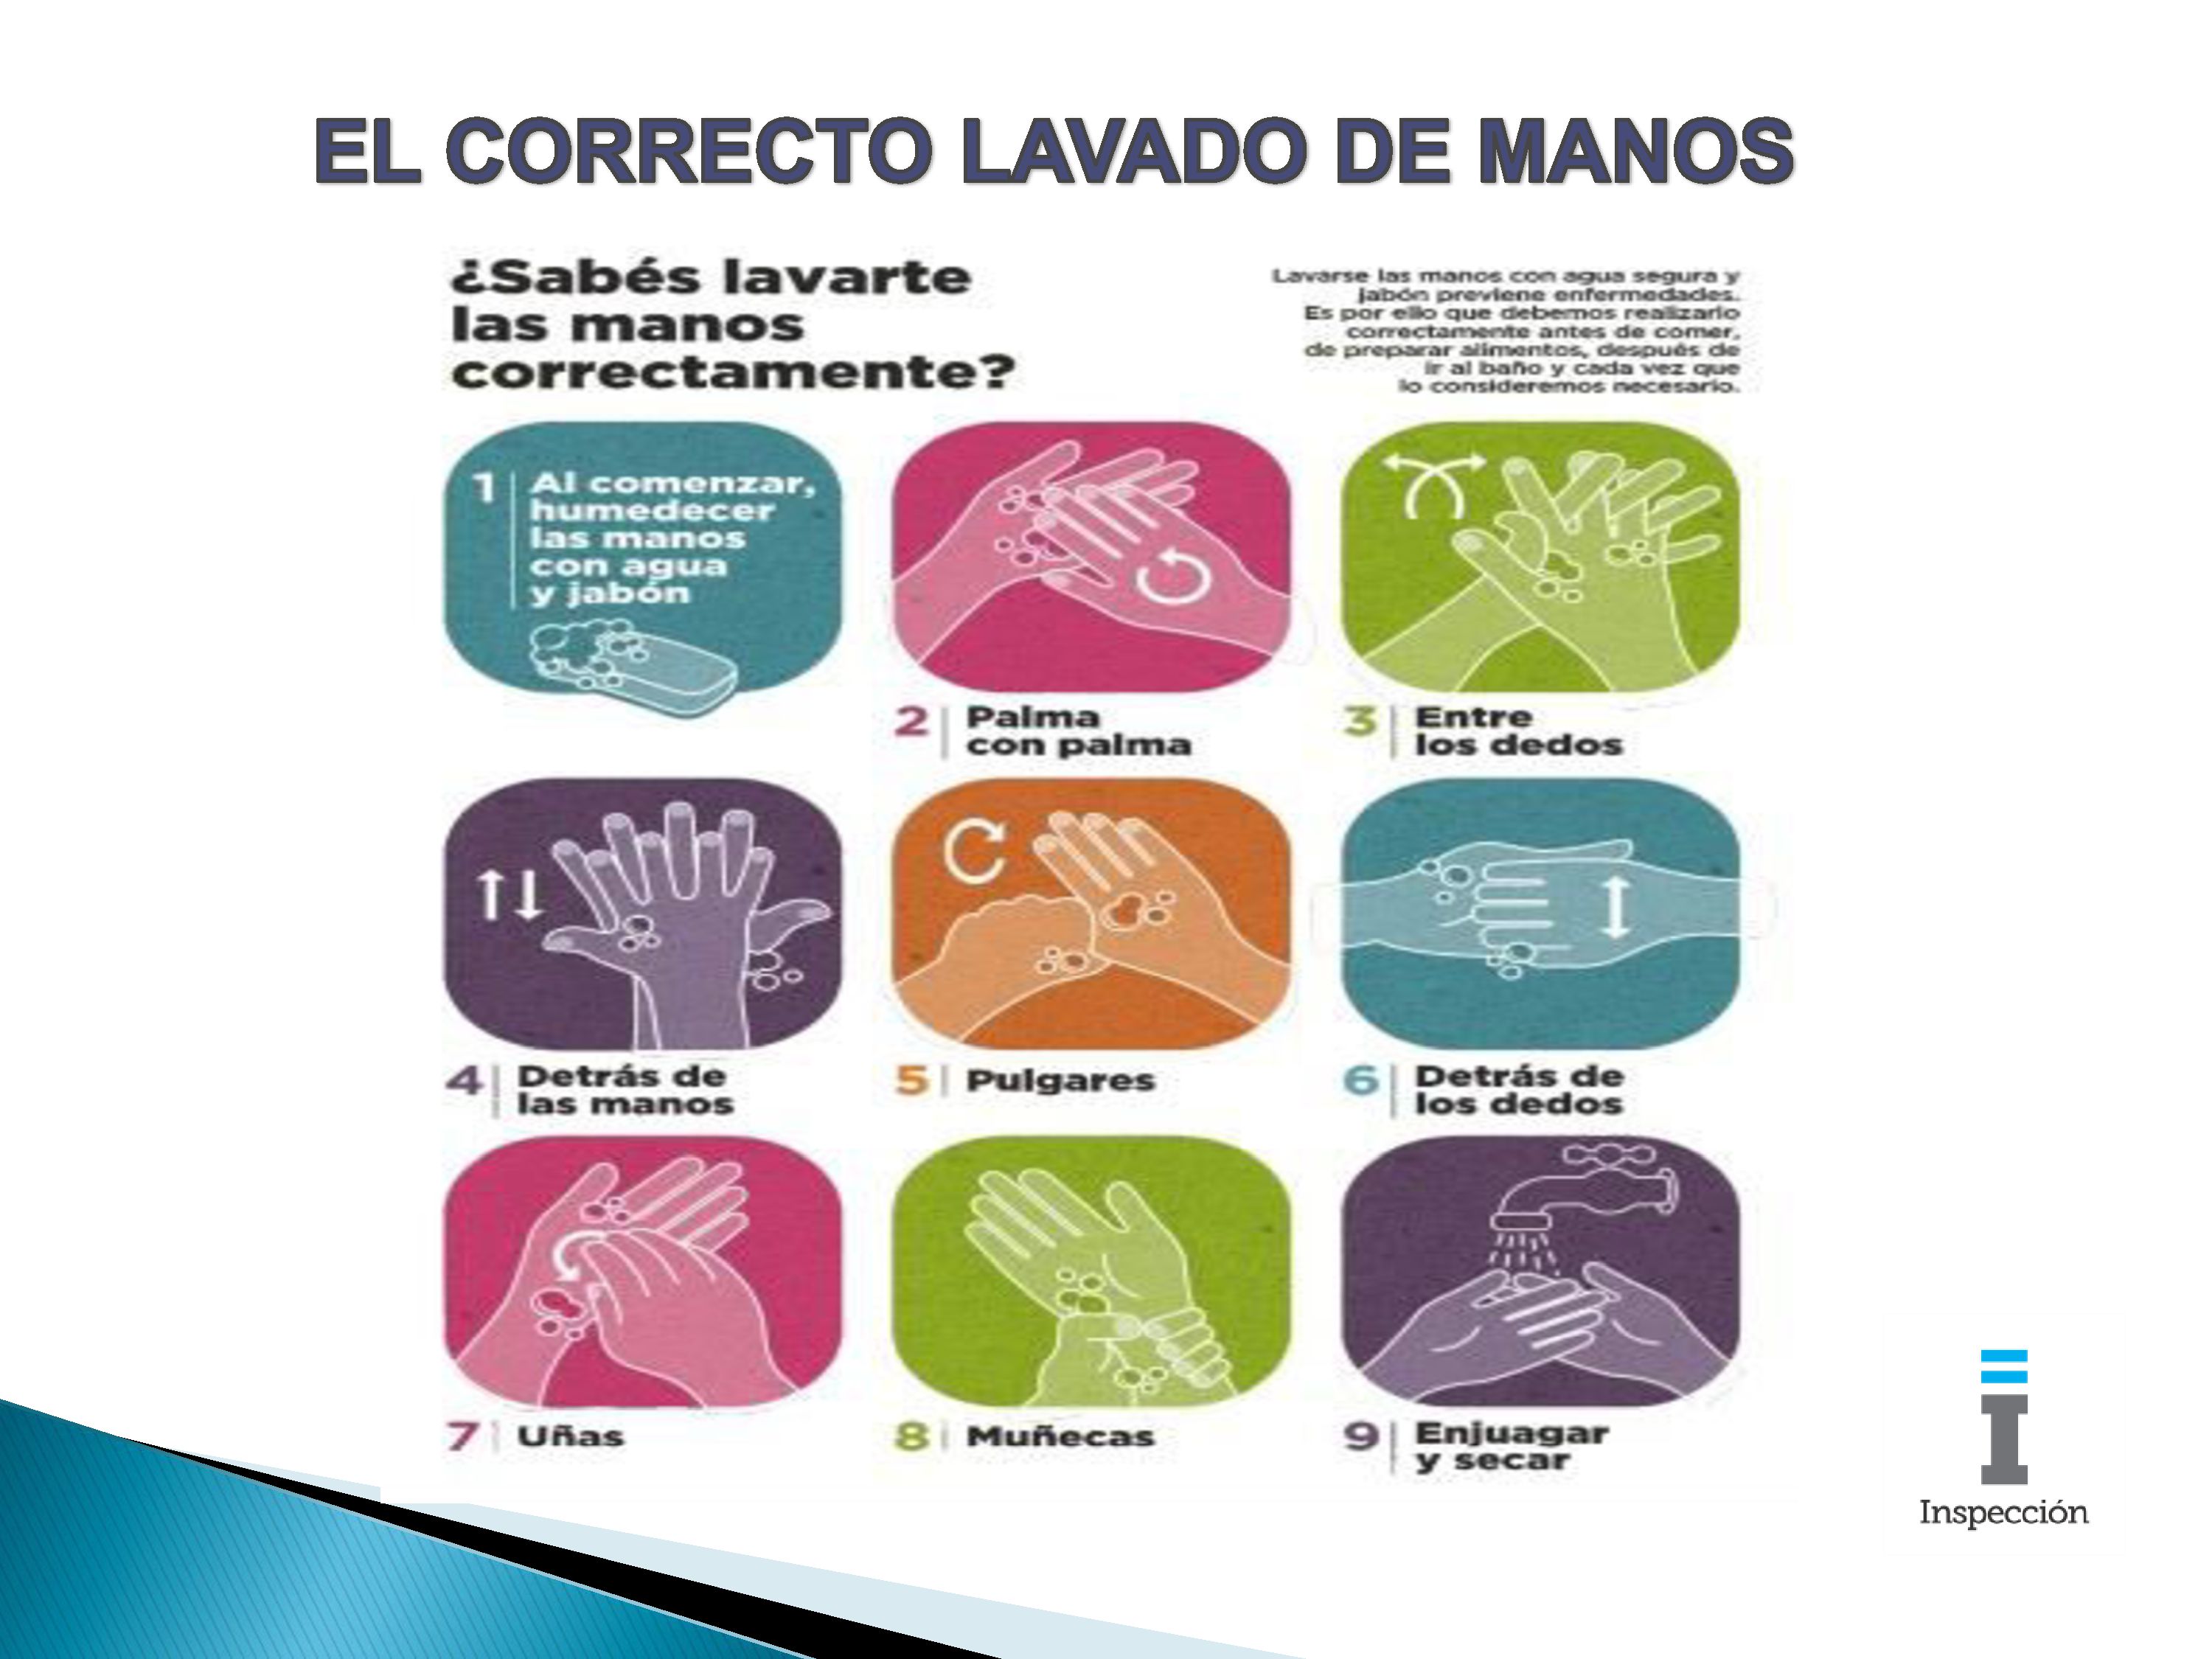 EL CORRECTO LAVADO DE MANOS
¿Sabés lavarte
las manos
correctamente?
Lavarse las manos con agua segura y
jabón previene enfermedades.
Es por ello que debemos realizarlo
correctamente antes de comer,
de preparar alimentos, después de
ir al baño y cada vez que
lo consideremos necesario.
1 Al comenzar,
humedecer
las manos
con agua
y jabón
2 Palma
con palma
3 Entre
los dedos
4 Detrás de
las manos
5 Pulgares
6 Detrás de
los dedos
7 Uñas
8 Muñecas
9 Enjuagar
y secar
Inspección